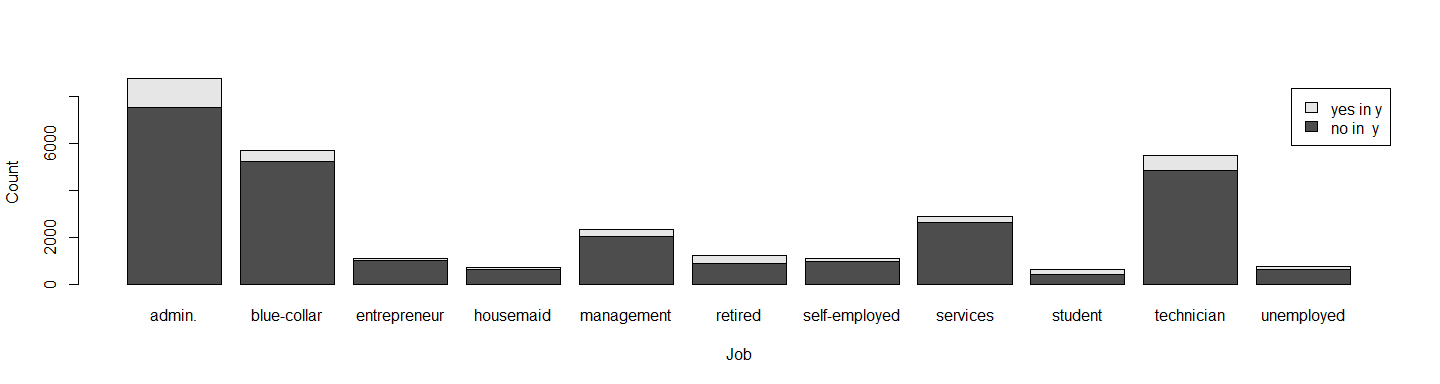 yes in y
no in  y
6000
2000
0
Count
admin. blue-collar entrepreneur housemaid management retired self-employed services student technician unemployed
Job